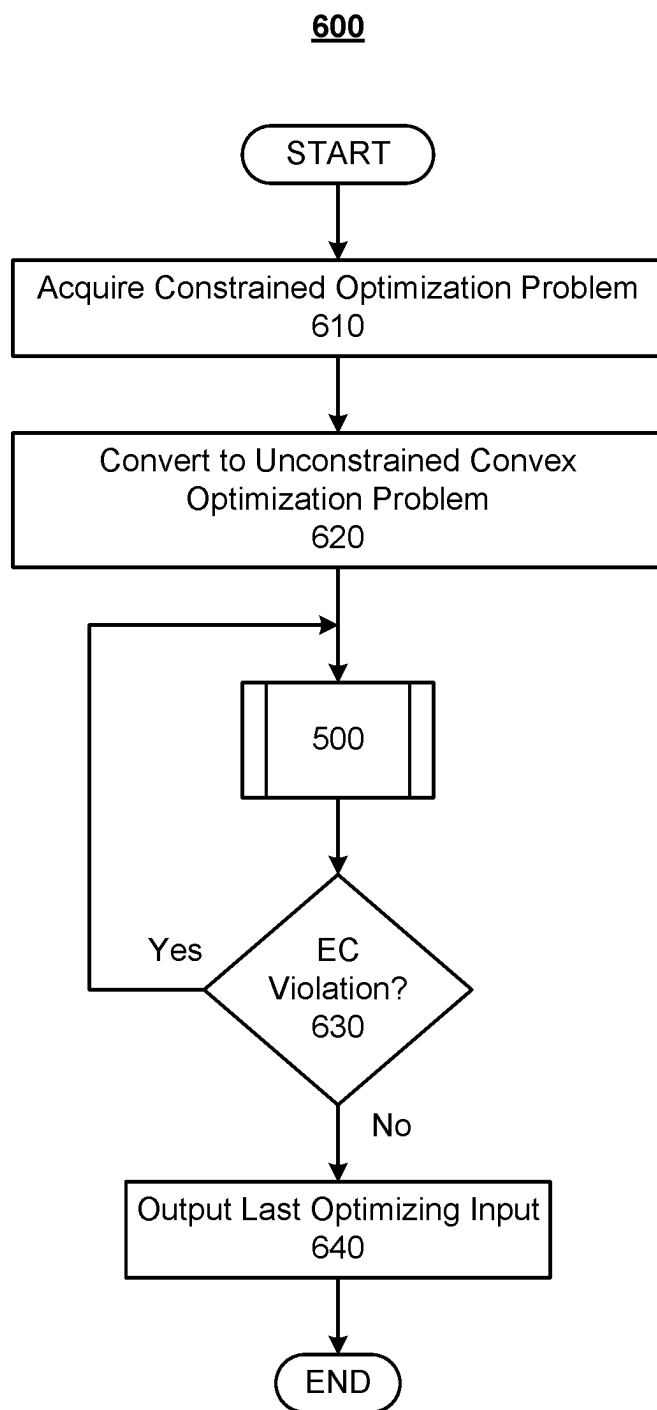 600
START
Acquire Constrained Optimization Problem
610
Convert to Unconstrained Convex
Optimization Problem
620
500
Yes
EC
Violation?
630
No
Output Last Optimizing Input
640
END